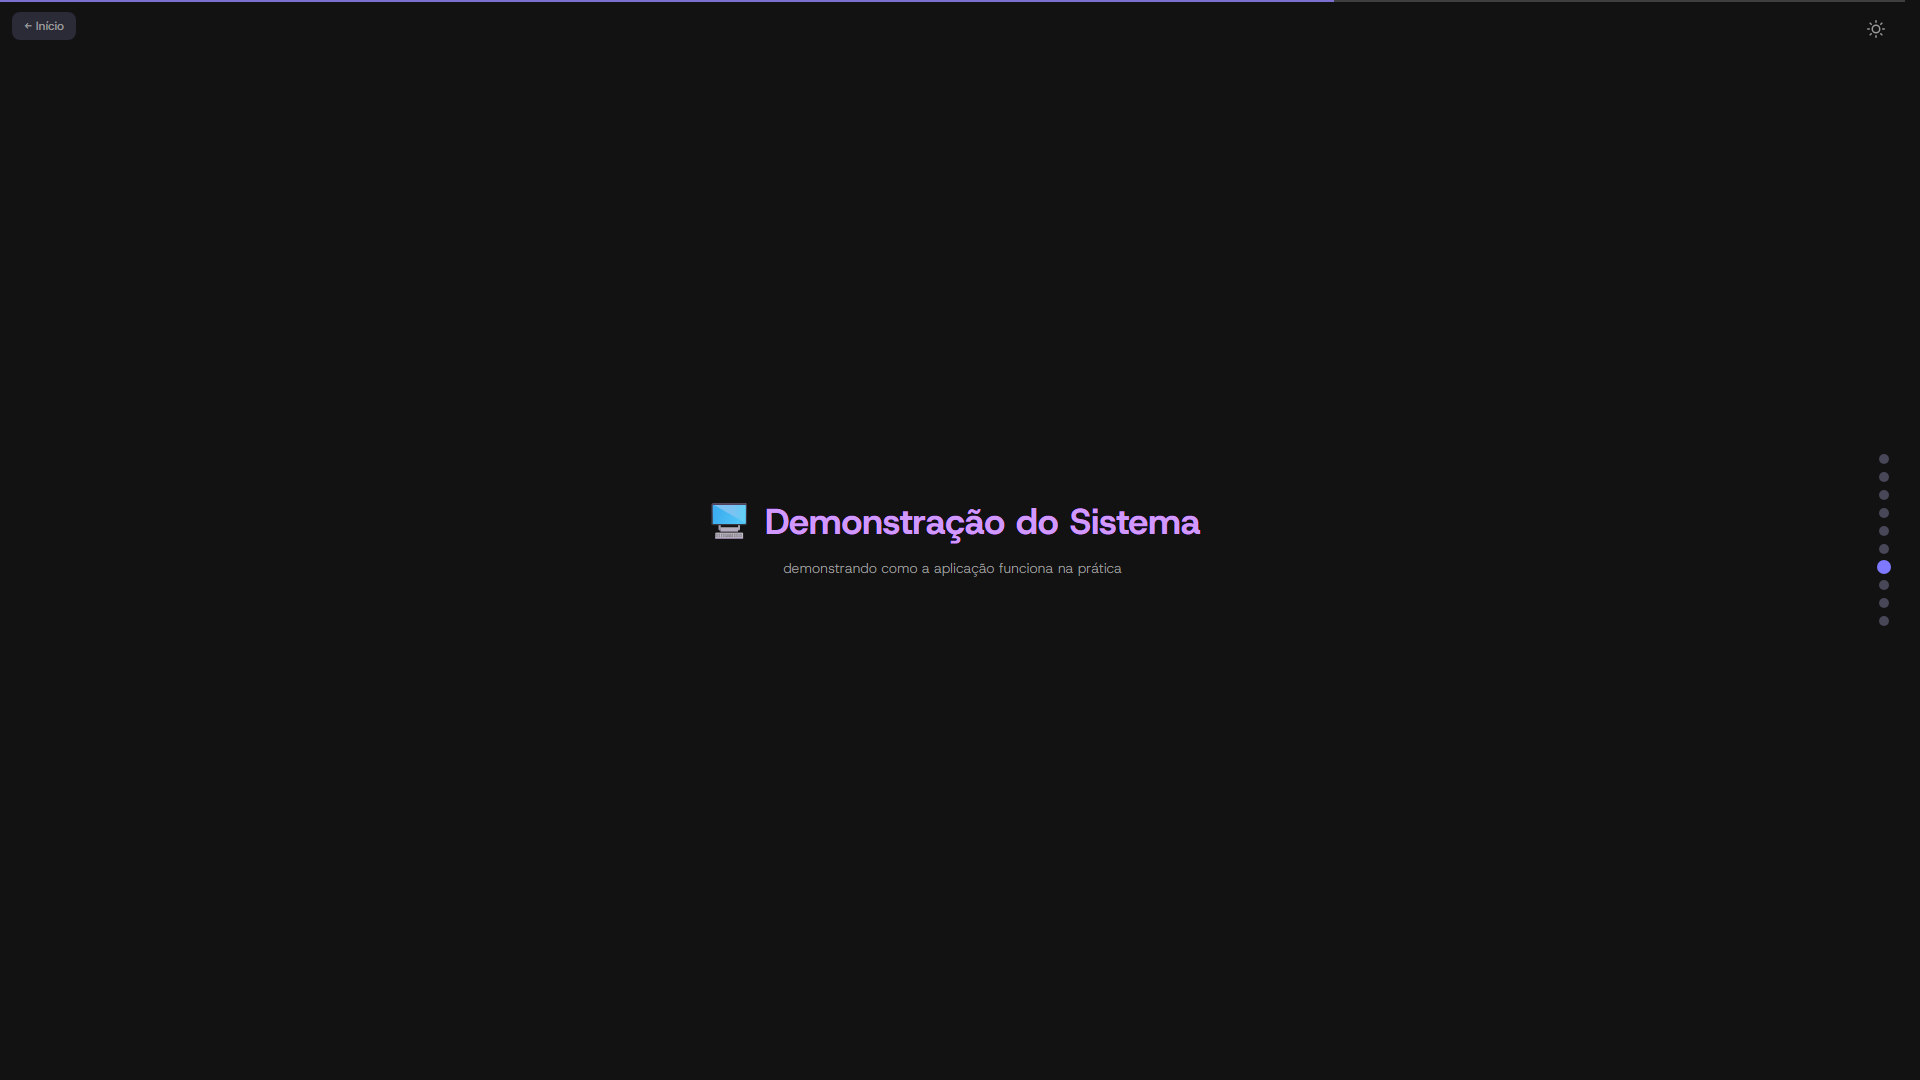 ← Início
Demonstração do Sistema
demonstrando como a aplicação funciona na prática